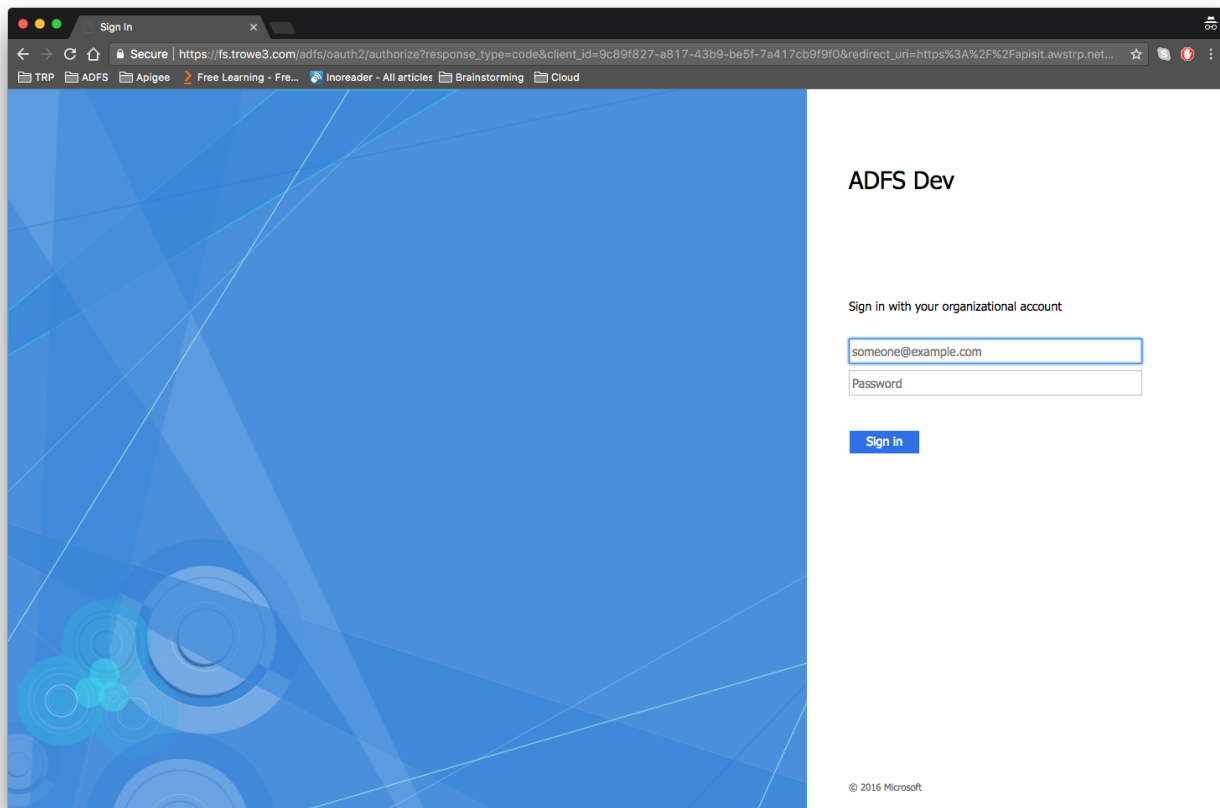 Sign In
Secure | https://fs.trowe3.com/adfs/oauth2/authorize?response_type=code&client_id=9c89f827-a817-43b9-be5f-7a417cb9f9f0&redirect_uri=https%3A%2F%2Fapisit.awstrp.net...
TRP ADFS Apigee Free Learning - Fre... Inoreader - All articles Brainstorming Cloud
ADFS Dev
Sign in with your organizational account
someone@example.com
Password
Sign in
© 2016 Microsoft